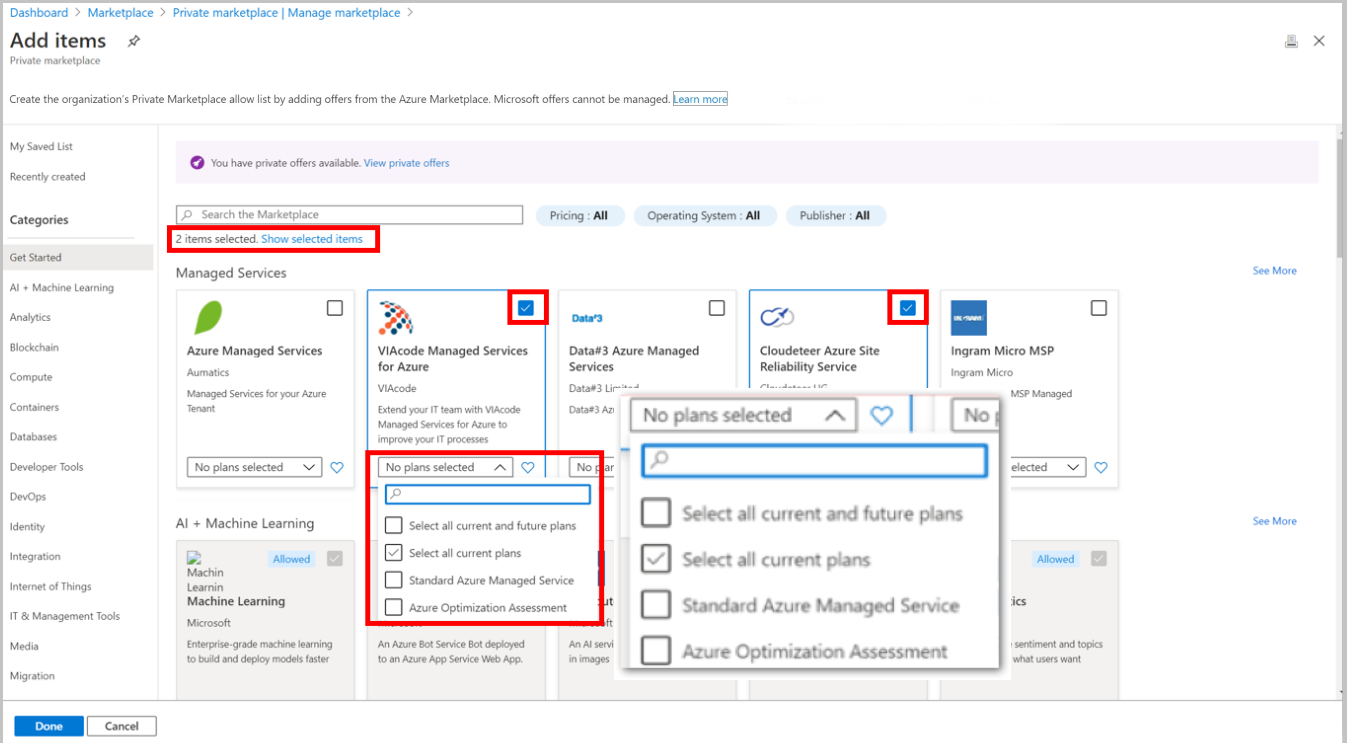 Dashboard > Marketplace > Private marketplace | Manage marketplace >
Add items
Private marketplace
Create the organization's Private Marketplace allow list by adding offers from the Azure Marketplace. Microsoft offers cannot be managed. Learn more
My Saved List
Recently created
Categories
Get Started
AI + Machine Learning
Analytics
Blockchain
Compute
Containers
Databases
Developer Tools
DevOps
Identity
Integration
Internet of Things
IT & Management Tools
Media
Migration
You have private offers available. View private offers
Search the Marketplace
Pricing : All
Operating System : All
Publisher : All
2 items selected. Show selected items
Managed Services
See More
Azure Managed Services
Aumatics
Managed Services for your Azure
Tenant
No plans selected
VIAcode Managed Services
for Azure
VIAcode
Extend your IT team with VIAcode
Managed Services for Azure to
improve your IT processes
No plans selected
Select all current and future plans
Select all current plans
Standard Azure Managed Service
Azure Optimization Assessment
Data#3
Data#3 Azure Managed
Services
Data#3 Limited
Data#3 Az
No plan
Cloudeteer Azure Site
Reliability Service
Cloudeteer UG
Ingram Micro MSP
Ingram Micro
MSP Managed
elected
No plans selected
No p
Select all current and future plans
Select all current plans
Standard Azure Managed Service
Azure Optimization Assessment
AI + Machine Learning
See More
Machin
Learnin
Allowed
Machine Learning
Microsoft
Enterprise-grade machine learning
to build and deploy models faster
An Azure Bot Service Bot deployed
to an Azure App Service Web App.
ut
oft
An AI servi
in images
Allowed
tics
sentiment and topics
what users want
Done
Cancel